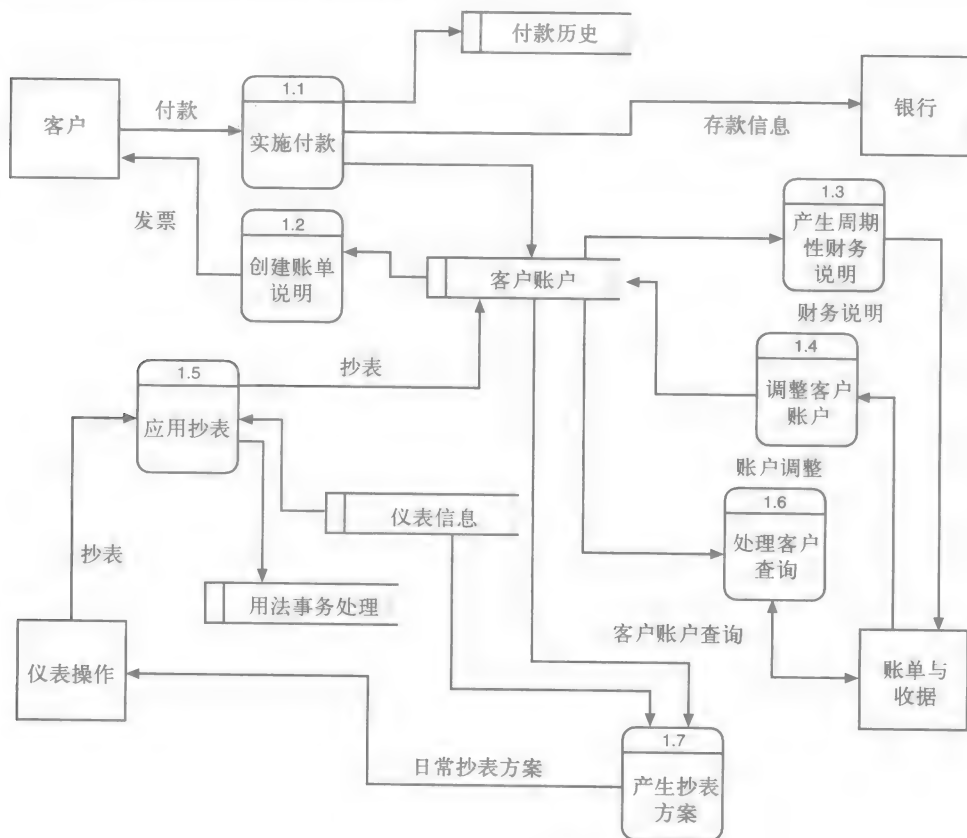 付款历史
客户
付款
1.1
实施付款
存款信息
银行
发票
1.2
创建账单
说明
客户账户
1.3
产生周期
性财务
说明
财务说明
抄表
1.5
应用抄表
1.4
调整客户
账户
账户调整
仪表信息
1.6
处理客户
查询
抄表
用法事务处理
客户账户查询
仪表操作
账单与
收据
日常抄表方案
1.7
产生抄表
方案